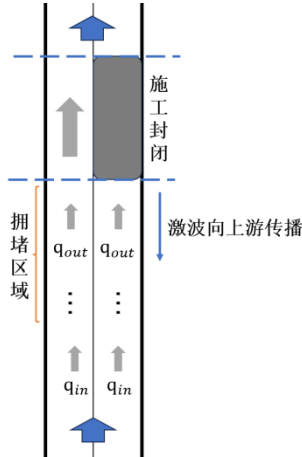 施工封闭
拥堵区域
激波向上游传播
q_out q_out
⋮ ⋮
q_in q_in